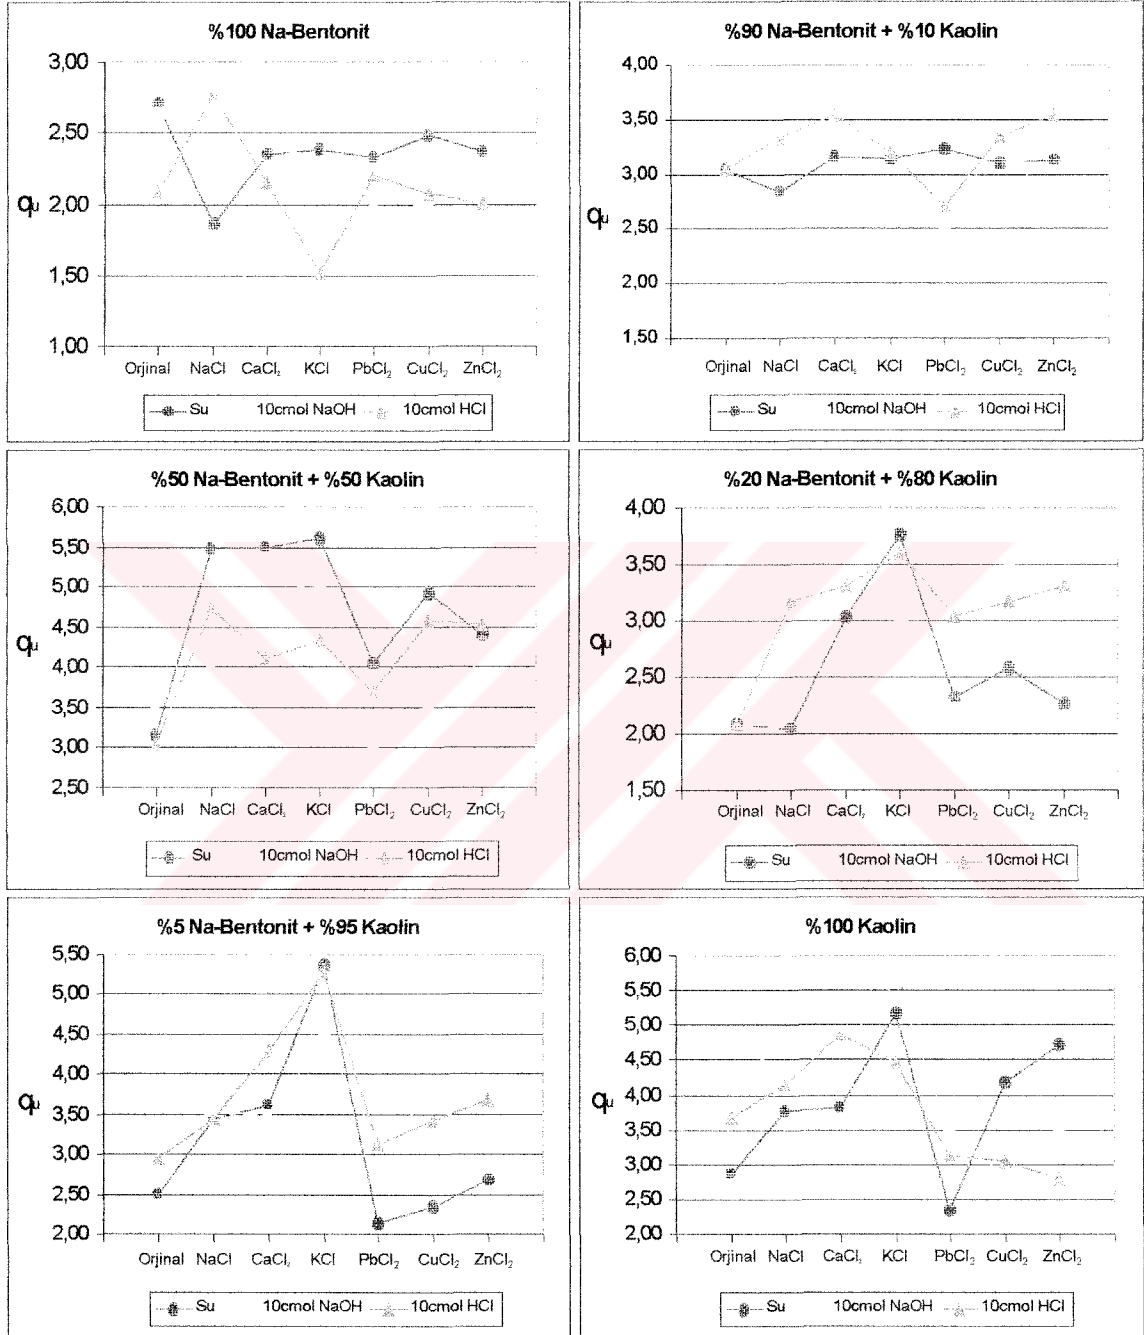 %100 Na-Bentonit
3,00
2,50
2,00
1,50
1,00
qu
Orjinal NaCl CaCl₂ KCl PbCl₂ CuCl₂ ZnCl₂
Su 10cmol NaOH 10cmol HCl
%90 Na-Bentonit + %10 Kaolin
4,00
3,50
3,00
2,50
2,00
1,50
qu
Orjinal NaCl CaCl₂ KCl PbCl₂ CuCl₂ ZnCl₂
Su 10cmol NaOH 10cmol HCl
%50 Na-Bentonit + %50 Kaolin
6,00
5,50
5,00
4,50
4,00
3,50
3,00
2,50
qu
Orjinal NaCl CaCl₂ KCl PbCl₂ CuCl₂ ZnCl₂
Su 10cmol NaOH 10cmol HCl
%20 Na-Bentonit + %80 Kaolin
4,00
3,50
3,00
2,50
2,00
1,50
qu
Orjinal NaCl CaCl₂ KCl PbCl₂ CuCl₂ ZnCl₂
Su 10cmol NaOH 10cmol HCl
%5 Na-Bentonit + %95 Kaolin
5,50
5,00
4,50
4,00
3,50
3,00
2,50
2,00
qu
Orjinal NaCl CaCl₂ KCl PbCl₂ CuCl₂ ZnCl₂
Su 10cmol NaOH 10cmol HCl
%100 Kaolin
6,00
5,50
5,00
4,50
4,00
3,50
3,00
2,50
2,00
qu
Orjinal NaCl CaCl₂ KCl PbCl₂ CuCl₂ ZnCl₂
Su 10cmol NaOH 10cmol HCl